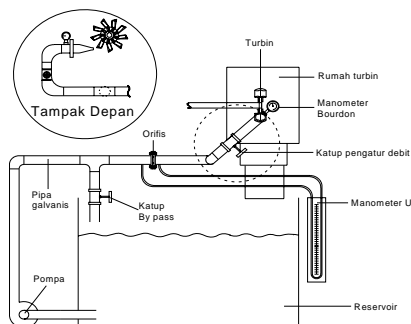 Tampak Depan
Turbin
Rumah turbin
Manometer
Bourdon
Orifis
Katup pengatur debit
Pipa
galvanis
Katup
By pass
Manometer U
Pompa
Reservoir